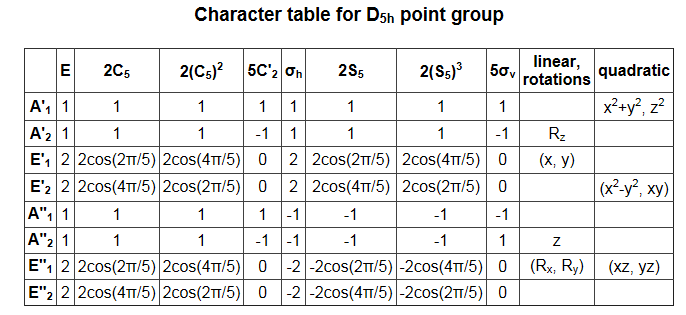 Character table for D5h point group
E 2C5 2(C5)² 5C'2 σh 2S5 2(S5)³ 5σv linear, rotations quadratic
A'1 1 1 1 1 1 1 1 1 x²+y², z²
A'2 1 1 1 -1 1 1 1 -1 Rz
E'1 2 2cos(2π/5) 2cos(4π/5) 0 2 2cos(2π/5) 2cos(4π/5) 0 (x, y)
E'2 2 2cos(4π/5) 2cos(2π/5) 0 2 2cos(4π/5) 2cos(2π/5) 0 (x²-y², xy)
A"1 1 1 1 1 -1 -1 -1 -1
A"2 1 1 1 -1 -1 -1 -1 1 z
E"1 2 2cos(2π/5) 2cos(4π/5) 0 -2 -2cos(2π/5) -2cos(4π/5) 0 (Rx, Ry) (xz, yz)
E"2 2 2cos(4π/5) 2cos(2π/5) 0 -2 -2cos(4π/5) -2cos(2π/5) 0